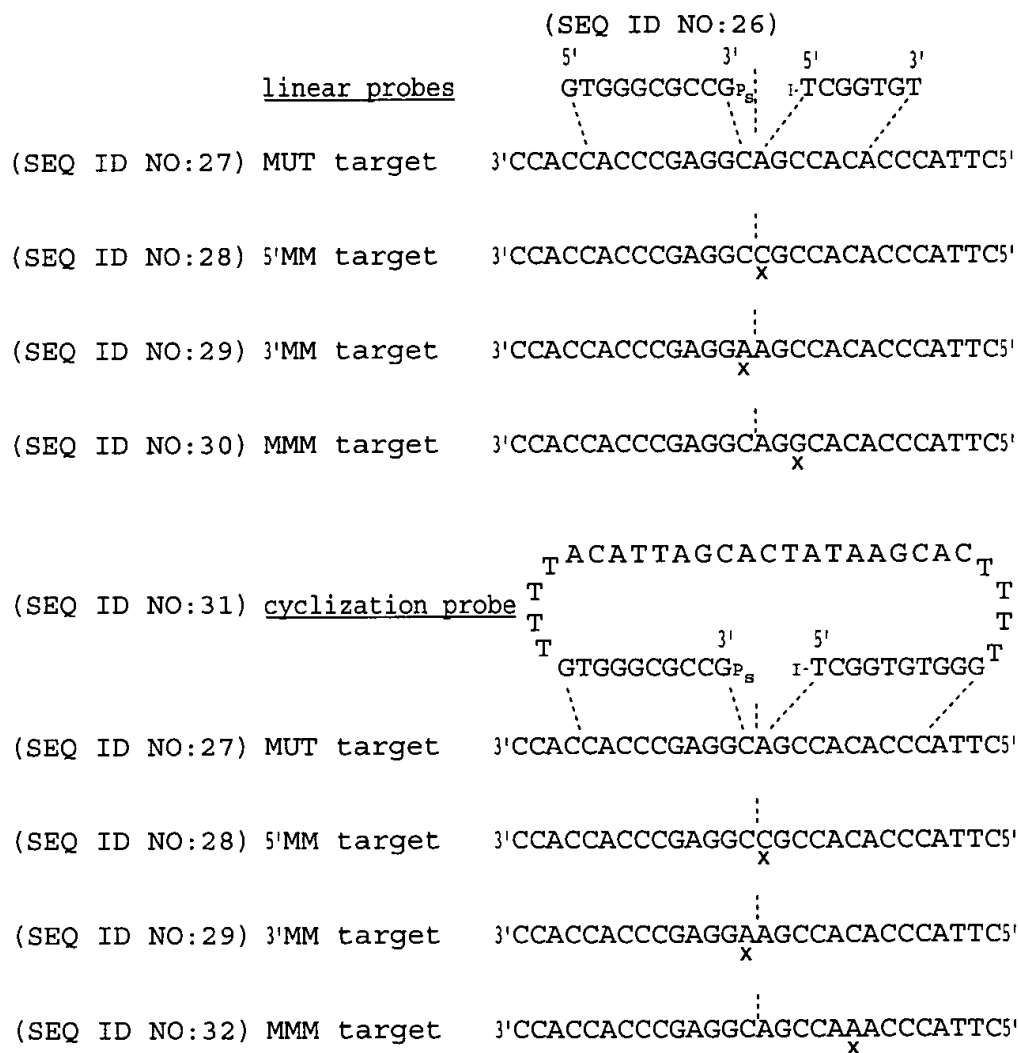 (SEQ ID NO:26)
5' 3' 5' 3'
linear probes GTGGGCGCCGPs I-TCGGTGT
(SEQ ID NO:27) MUT target 3'CCACCACCCGAGGCAGCCACACCCATTC5'
(SEQ ID NO:28) 5'MM target 3'CCACCACCCGAGGCCGCCACACCCATTC5'
x
(SEQ ID NO:29) 3'MM target 3'CCACCACCCGAGGAAGCCACACCCATTC5'
x
(SEQ ID NO:30) MMM target 3'CCACCACCCGAGGCAGGCACACCCATTC5'
x
TTTTACATTAGCACTATAAGCACTTTT
(SEQ ID NO:31) cyclization probe
3' 5'
GTGGGCGCCGPs I-TCGGTGTGGG
(SEQ ID NO:27) MUT target 3'CCACCACCCGAGGCAGCCACACCCATTC5'
(SEQ ID NO:28) 5'MM target 3'CCACCACCCGAGGCCGCCACACCCATTC5'
x
(SEQ ID NO:29) 3'MM target 3'CCACCACCCGAGGAAGCCACACCCATTC5'
x
(SEQ ID NO:32) MMM target 3'CCACCACCCGAGGCAGCCAAACCCATTC5'
x